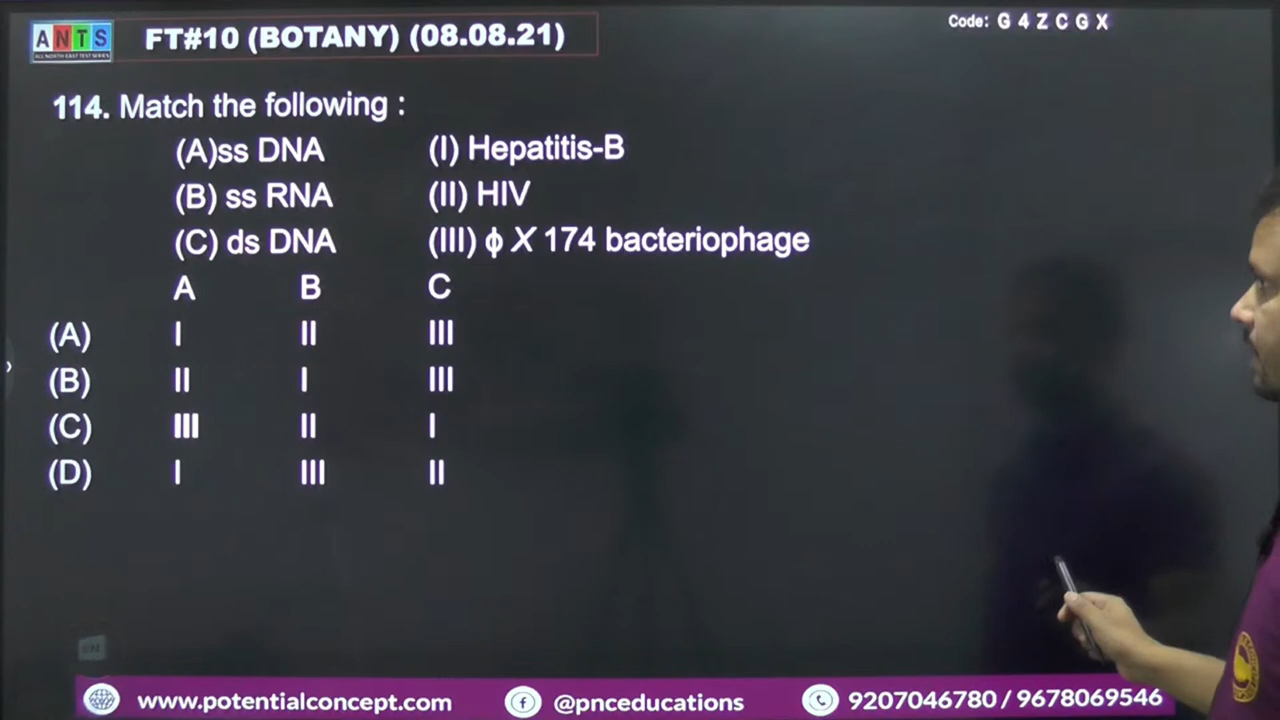 ANTS
ALL NORTH EAST TEST SERIES
FT#10 (BOTANY) (08.08.21)
Code: G 4 Z C G X
114. Match the following :
(A)ss DNA (I) Hepatitis-B
(B) ss RNA (II) HIV
(C) ds DNA (III) ϕ X 174 bacteriophage
A B C
(A) I II III
(B) II I III
(C) III II I
(D) I III II
EN
www.potentialconcept.com @pnceducations 9207046780 / 9678069546